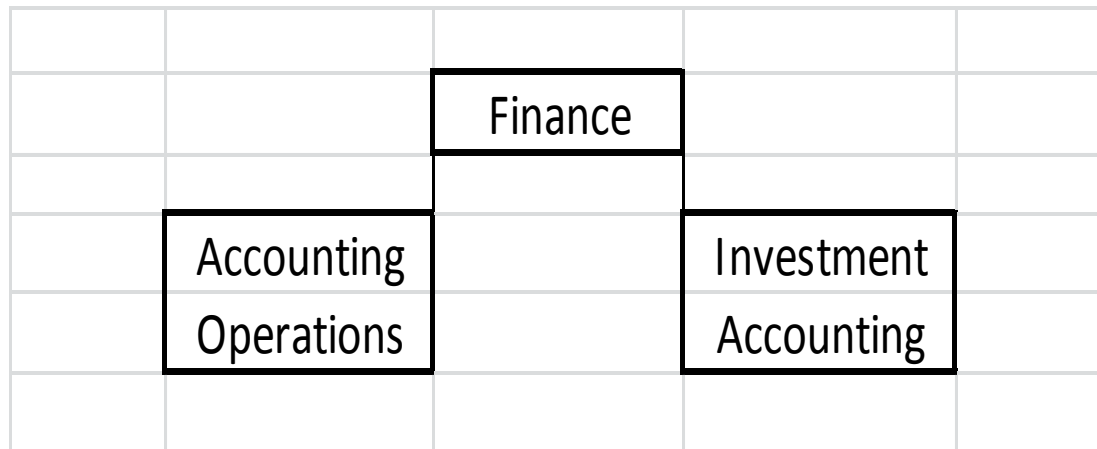 Finance
Accounting
Operations
Investment
Accounting